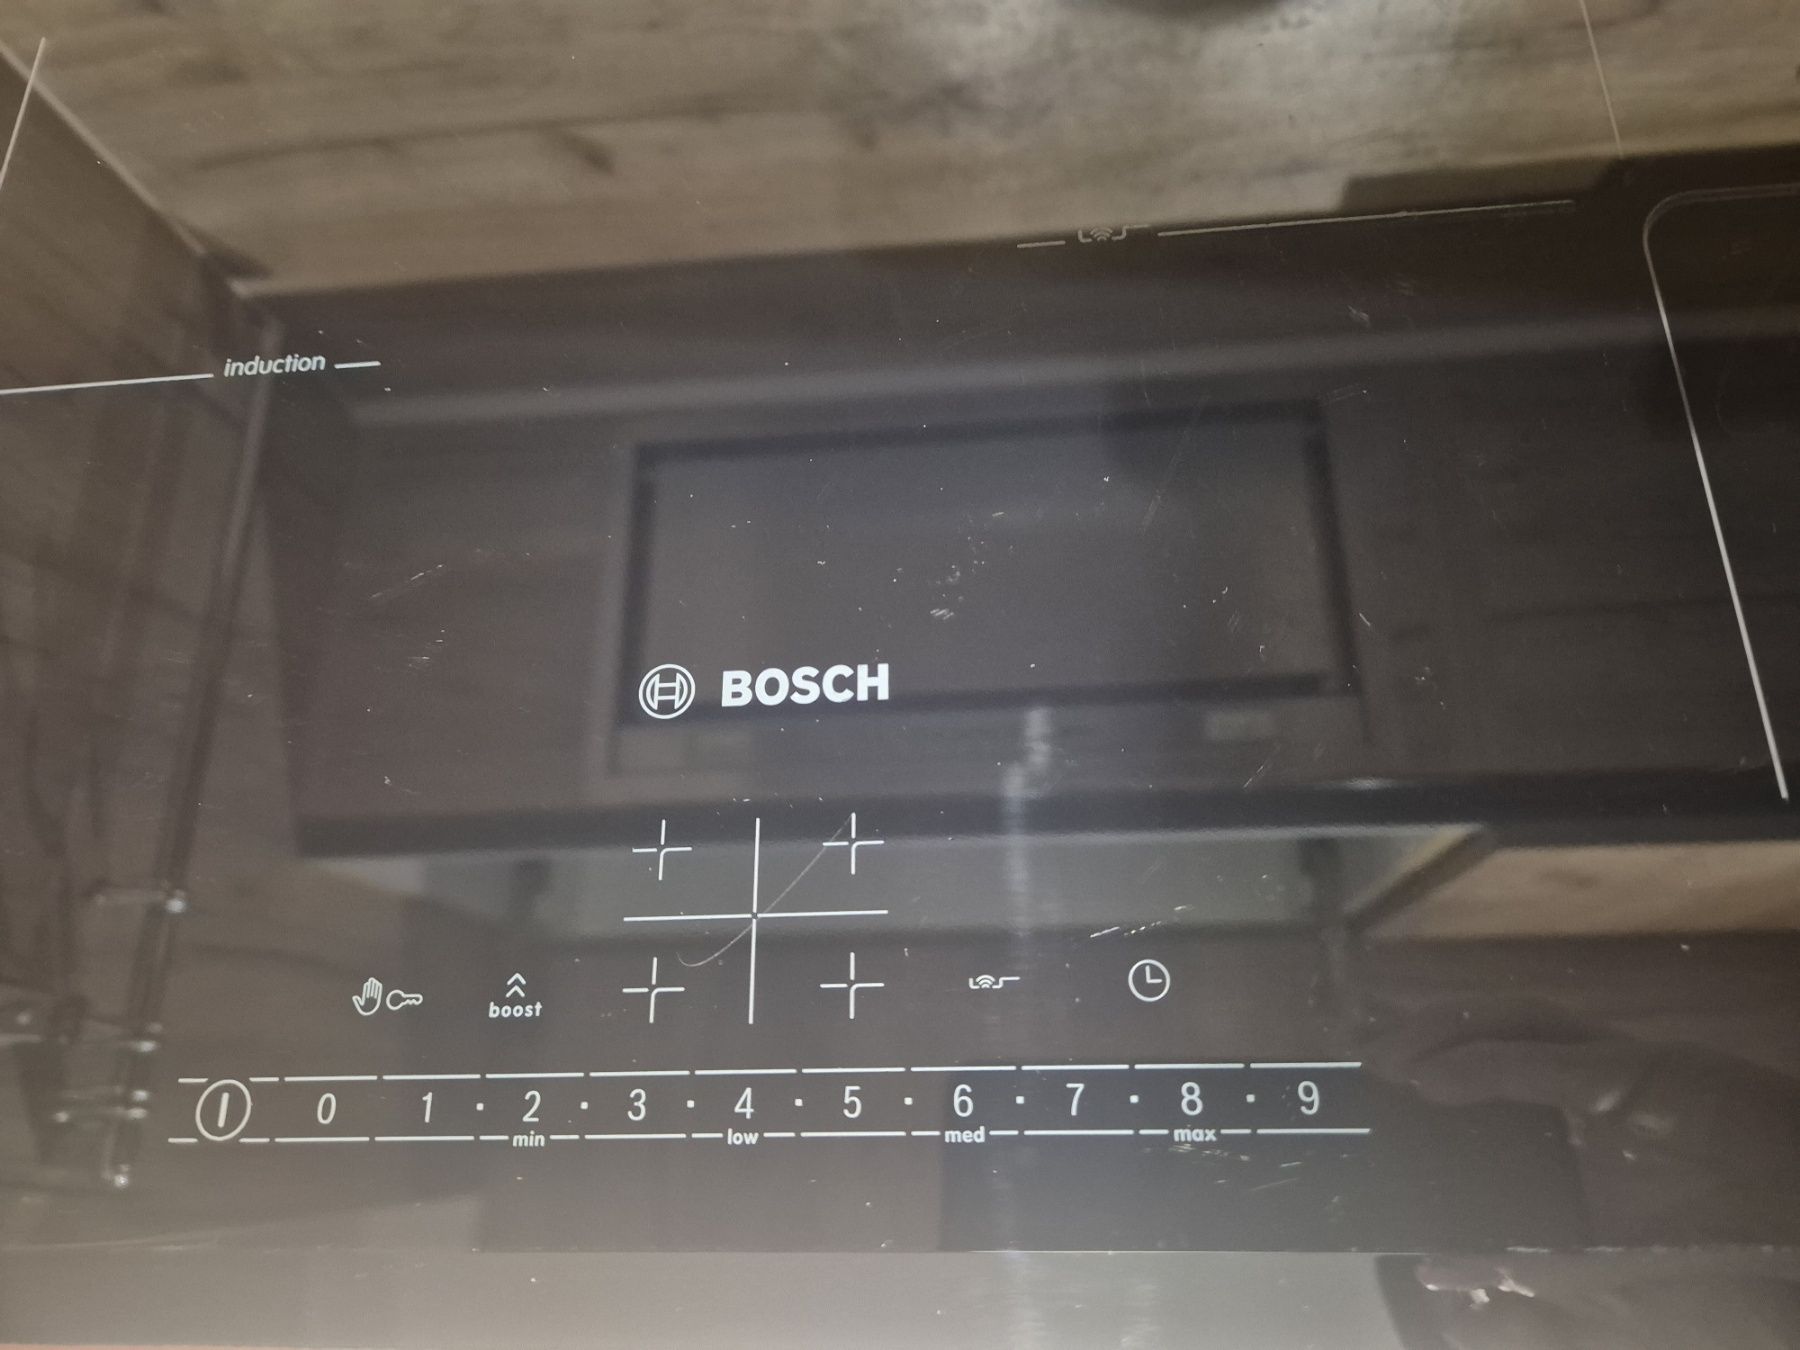 induction
BOSCH
boost
0 1 · 2 · 3 · 4 · 5 · 6 · 7 · 8 · 9
min low med max